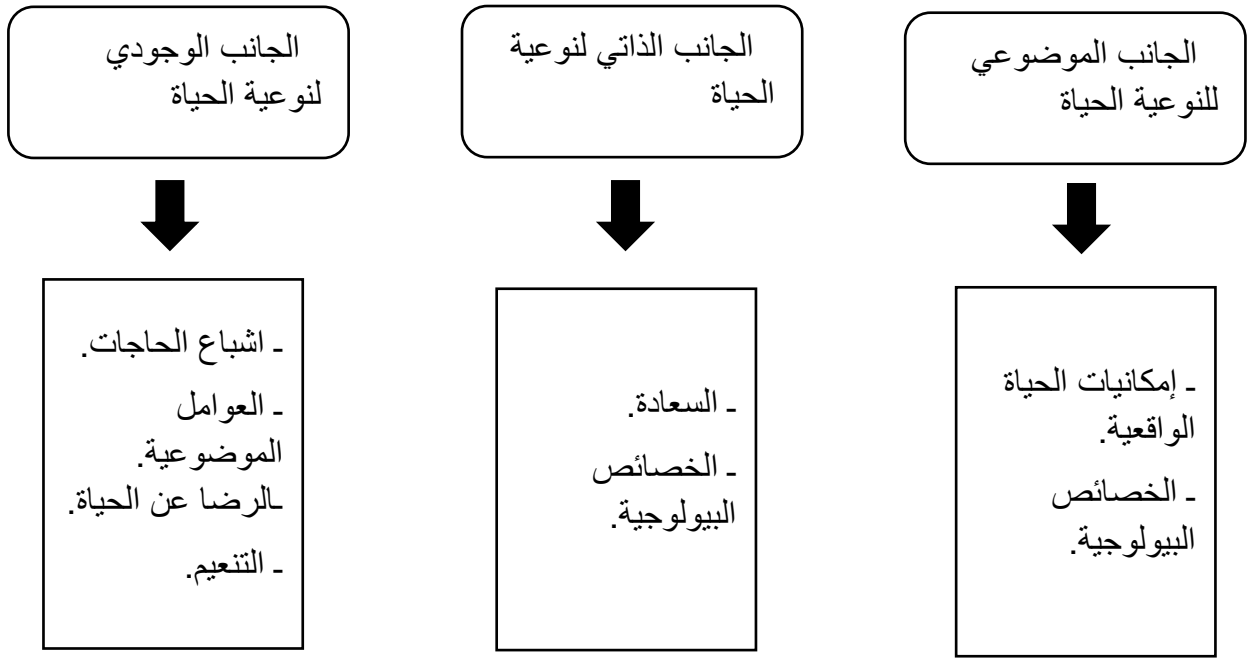 الجانب الموضوعي
للنوعية الحياة
الجانب الذاتي لنوعية
الحياة
الجانب الوجودي
لنوعية الحياة
ـ إمكانيات الحياة
الواقعية.
ـ الخصائص
البيولوجية.
ـ السعادة.
ـ الخصائص
البيولوجية.
ـ اشباع الحاجات.
ـ العوامل
الموضوعية.
ـالرضا عن الحياة.
ـ التنعيم.